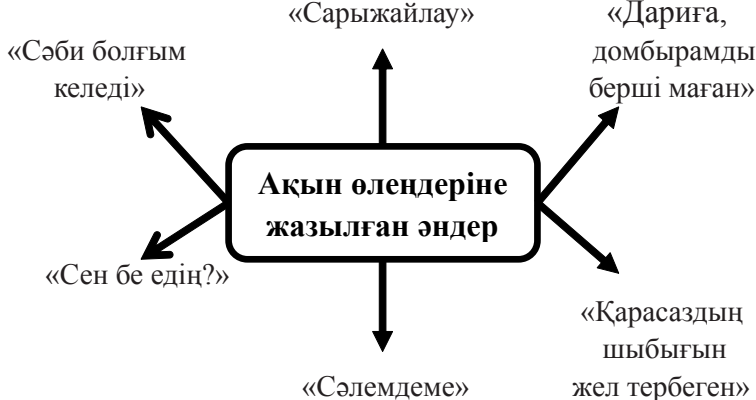 «Сарыжайлау»
«Дариға,
домбырамды
берші маған»
«Сәби болғым
келеді»
Ақын өлеңдеріне
жазылған әндер
«Сен бе едің?»
«Қарасаздың
шыбығын
жел тербеген»
«Сәлемдеме»